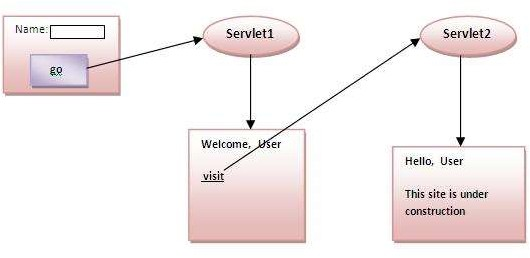 Name:
go
Servlet1
Servlet2
Welcome, User
visit
Hello, User
This site is under
construction